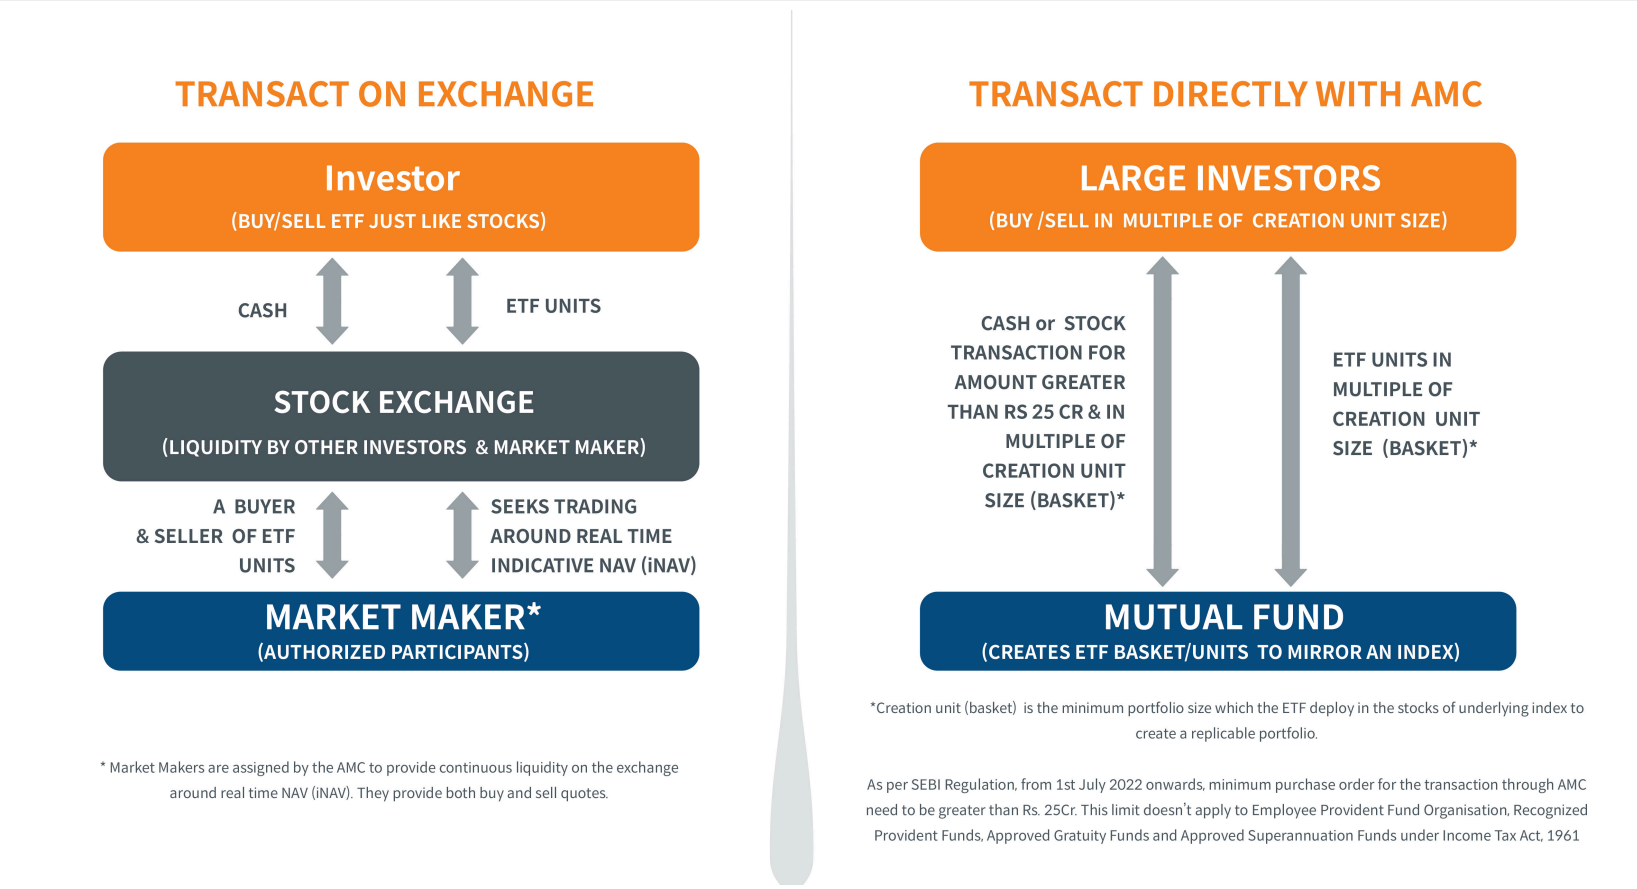 TRANSACT ON EXCHANGE
Investor
(BUY/SELL ETF JUST LIKE STOCKS)
CASH
ETF UNITS
STOCK EXCHANGE
(LIQUIDITY BY OTHER INVESTORS & MARKET MAKER)
A BUYER
& SELLER OF ETF
UNITS
SEEKS TRADING
AROUND REAL TIME
INDICATIVE NAV (iNAV)
MARKET MAKER*
(AUTHORIZED PARTICIPANTS)
* Market Makers are assigned by the AMC to provide continuous liquidity on the exchange
around real time NAV (iNAV). They provide both buy and sell quotes.
TRANSACT DIRECTLY WITH AMC
LARGE INVESTORS
(BUY /SELL IN MULTIPLE OF CREATION UNIT SIZE)
CASH or STOCK
TRANSACTION FOR
AMOUNT GREATER
THAN RS 25 CR & IN
MULTIPLE OF
CREATION UNIT
SIZE (BASKET)*
ETF UNITS IN
MULTIPLE OF
CREATION UNIT
SIZE (BASKET)*
MUTUAL FUND
(CREATES ETF BASKET/UNITS TO MIRROR AN INDEX)
*Creation unit (basket) is the minimum portfolio size which the ETF deploy in the stocks of underlying index to
create a replicable portfolio.
As per SEBI Regulation, from 1st July 2022 onwards, minimum purchase order for the transaction through AMC
need to be greater than Rs. 25Cr. This limit doesn't apply to Employee Provident Fund Organisation, Recognized
Provident Funds, Approved Gratuity Funds and Approved Superannuation Funds under Income Tax Act, 1961